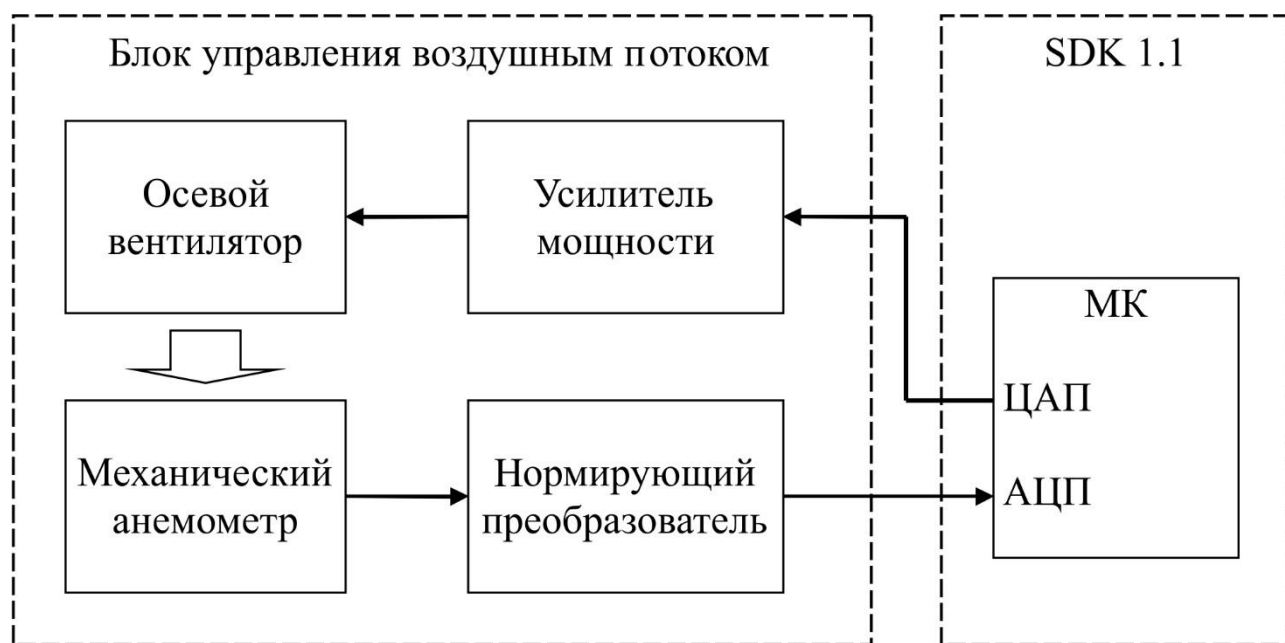 Блок управления воздушным потоком
SDK 1.1
Осевой
вентилятор
Усилитель
мощности
МК
ЦАП
АЦП
Механический
анемометр
Нормирующий
преобразователь